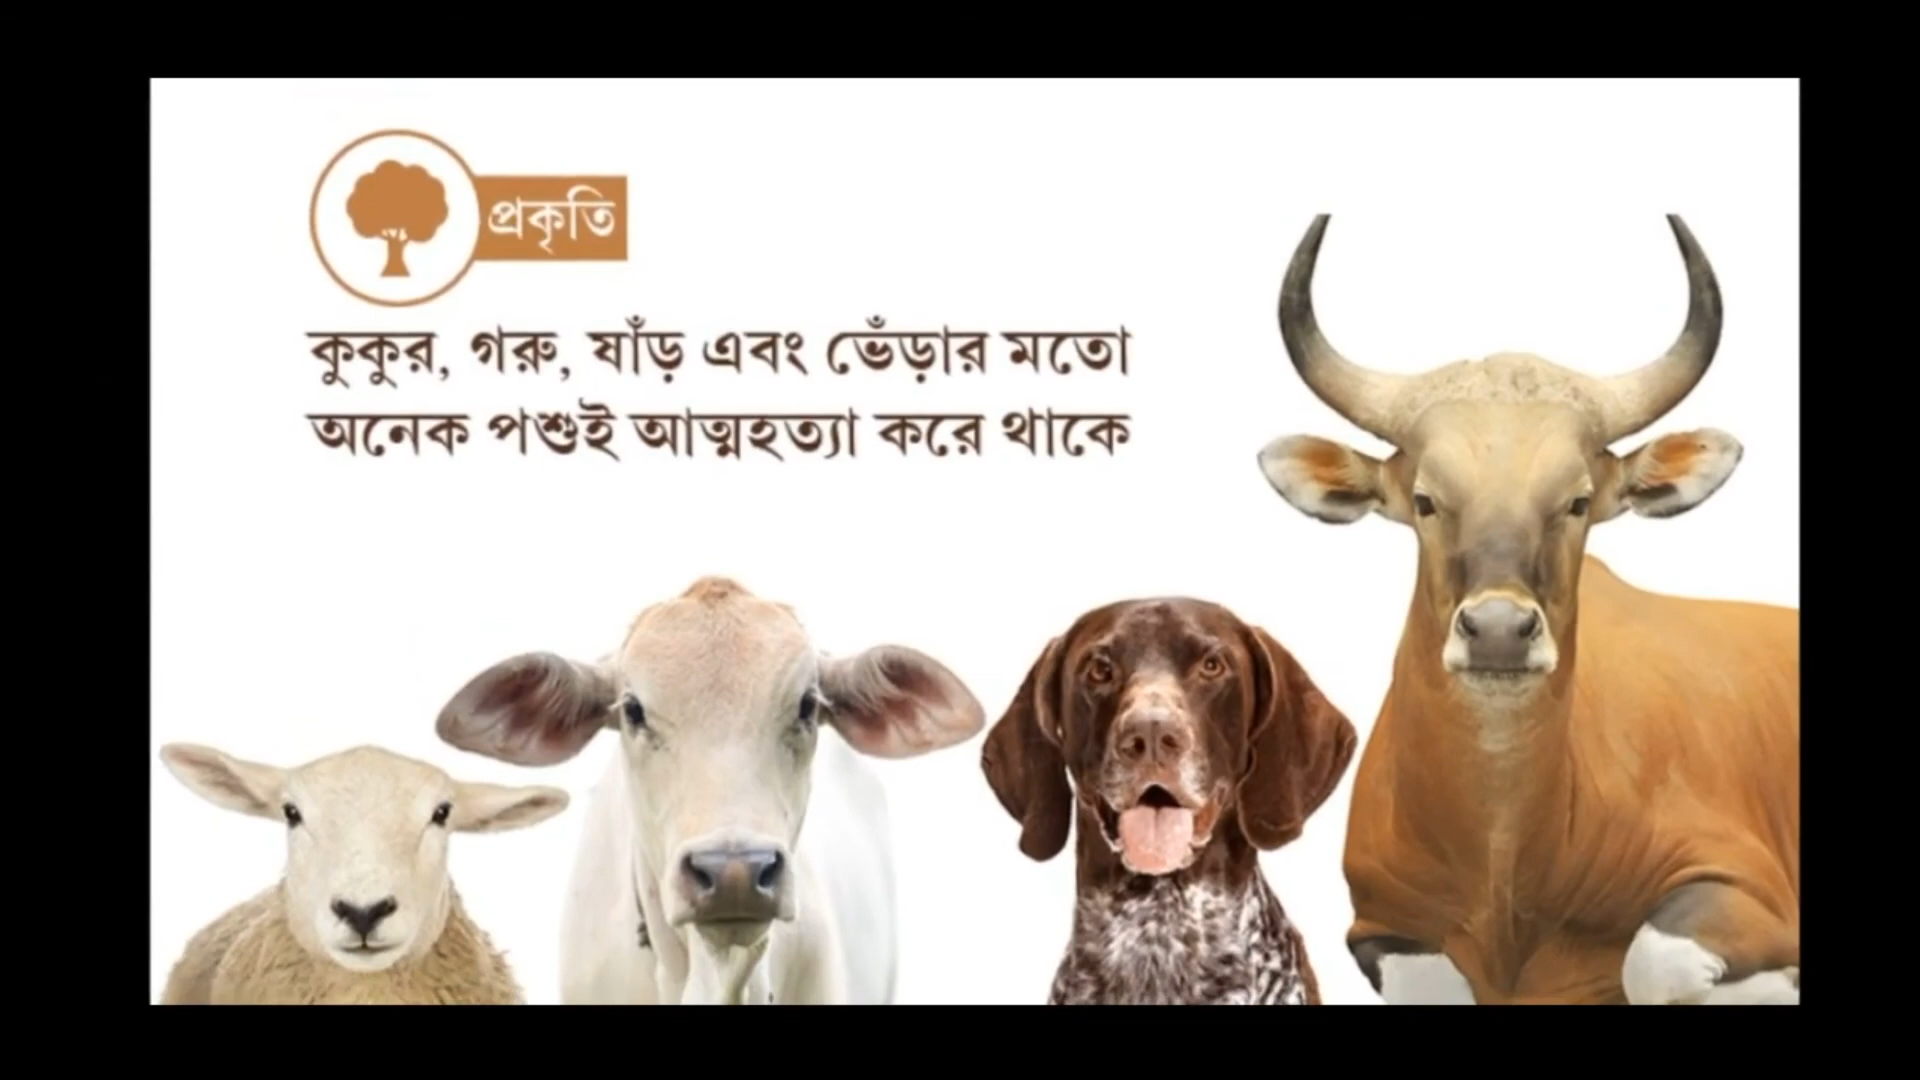 প্রকৃতি
কুকুর, গরু, ষাঁড় এবং ভেঁড়ার মতো
অনেক পশুই আত্মহত্যা করে থাকে